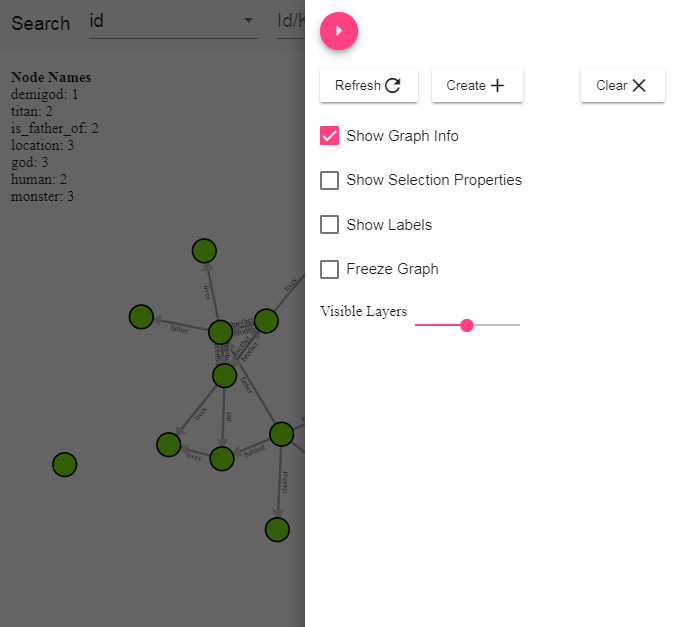 Search id Id/K
Node Names
demigod: 1
titan: 2
is_father_of: 2
location: 3
god: 3
human: 2
monster: 3
Refresh Create Clear
Show Graph Info
Show Selection Properties
Show Labels
Freeze Graph
Visible Layers
lives
lives
father
brother
brother
father
lives
pet
lives
battled
mother